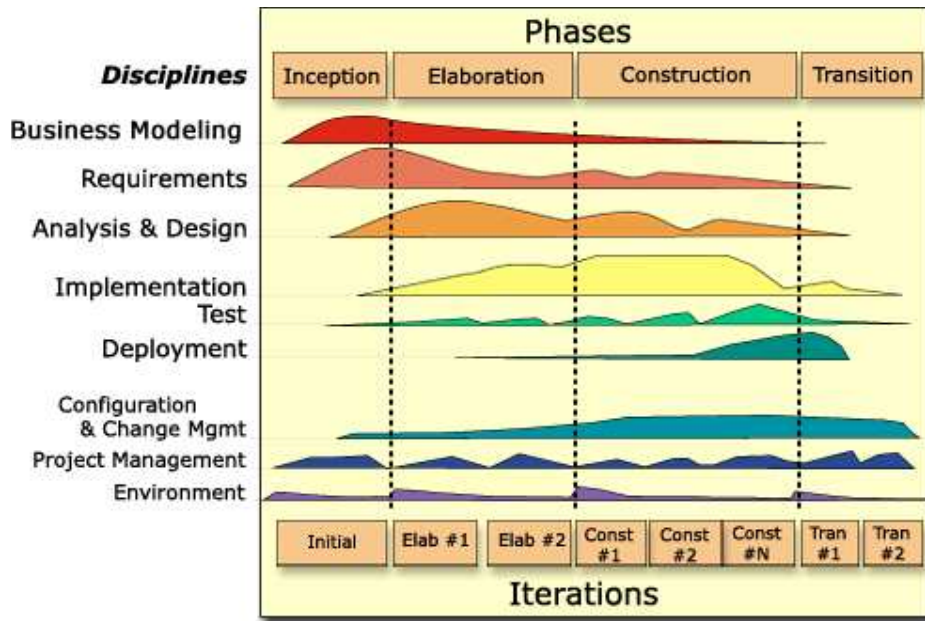 Phases
Disciplines
Inception
Elaboration
Construction
Transition
Business Modeling
Requirements
Analysis & Design
Implementation
Test
Deployment
Configuration
& Change Mgmt
Project Management
Environment
Initial
Elab #1
Elab #2
Const
#1
Const
#2
Const
#N
Tran
#1
Tran
#2
Iterations